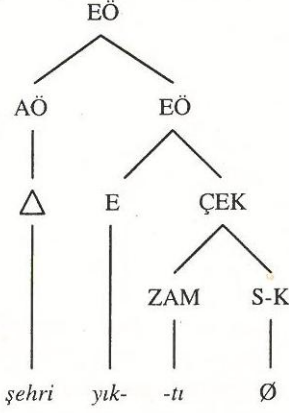 EÖ
AÖ EÖ
E ÇEK
ZAM S-K
şehri yık- -tı Ø